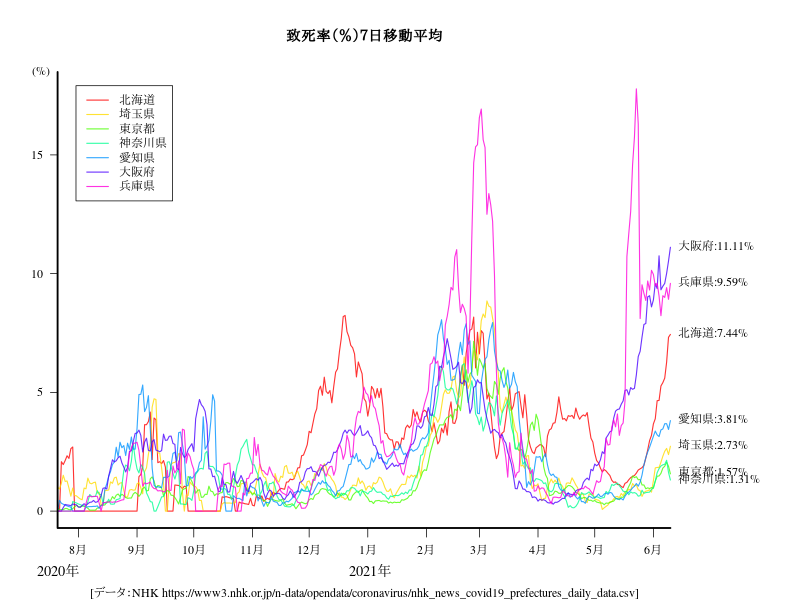 致死率(%)7日移動平均
(%)
北海道
埼玉県
東京都
神奈川県
愛知県
大阪府
兵庫県
15
10
5
0
大阪府:11.11%
兵庫県:9.59%
北海道:7.44%
愛知県:3.81%
埼玉県:2.73%
東京都:1.57%
神奈川県:1.31%
8月 9月 10月 11月 12月 1月 2月 3月 4月 5月 6月
2020年 2021年
[データ:NHK https://www3.nhk.or.jp/n-data/opendata/coronavirus/nhk_news_covid19_prefectures_daily_data.csv]